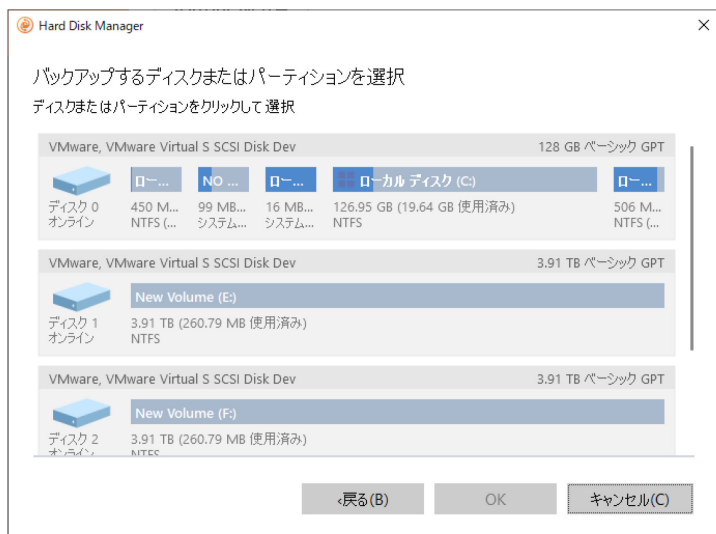 Hard Disk Manager
バックアップするディスクまたはパーティションを選択
ディスクまたはパーティションをクリックして選択
VMware, VMware Virtual S SCSI Disk Dev 128 GB ベーシック GPT
ロー... NO ... ロー... ローカル ディスク (C:) ロー...
ディスク 0 450 M... 99 MB... 16 MB... 126.95 GB (19.64 GB 使用済み) 506 M...
オンライン NTFS (... システム... システム... NTFS NTFS (...
VMware, VMware Virtual S SCSI Disk Dev 3.91 TB ベーシック GPT
New Volume (E:)
ディスク 1 3.91 TB (260.79 MB 使用済み)
オンライン NTFS
VMware, VMware Virtual S SCSI Disk Dev 3.91 TB ベーシック GPT
New Volume (F:)
ディスク 2 3.91 TB (260.79 MB 使用済み)
オンライン NTFS
‹戻る(B) OK キャンセル(C)